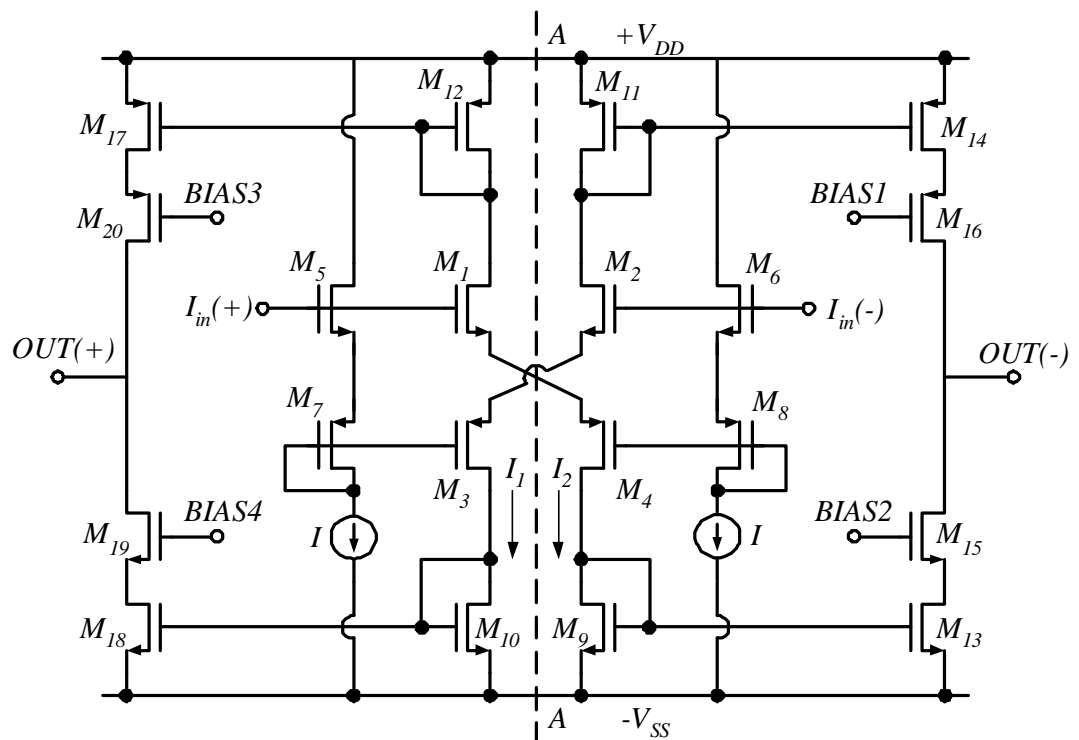 A
+V_DD
M_12
M_11
M_17
M_14
BIAS3
BIAS1
M_20
M_16
M_5
M_1
M_2
M_6
I_in(+)
I_in(-)
OUT(+)
OUT(-)
M_7
M_8
I_1
I_2
M_3
M_4
BIAS4
BIAS2
M_19
I
I
M_15
M_18
M_10
M_9
M_13
A
-V_SS